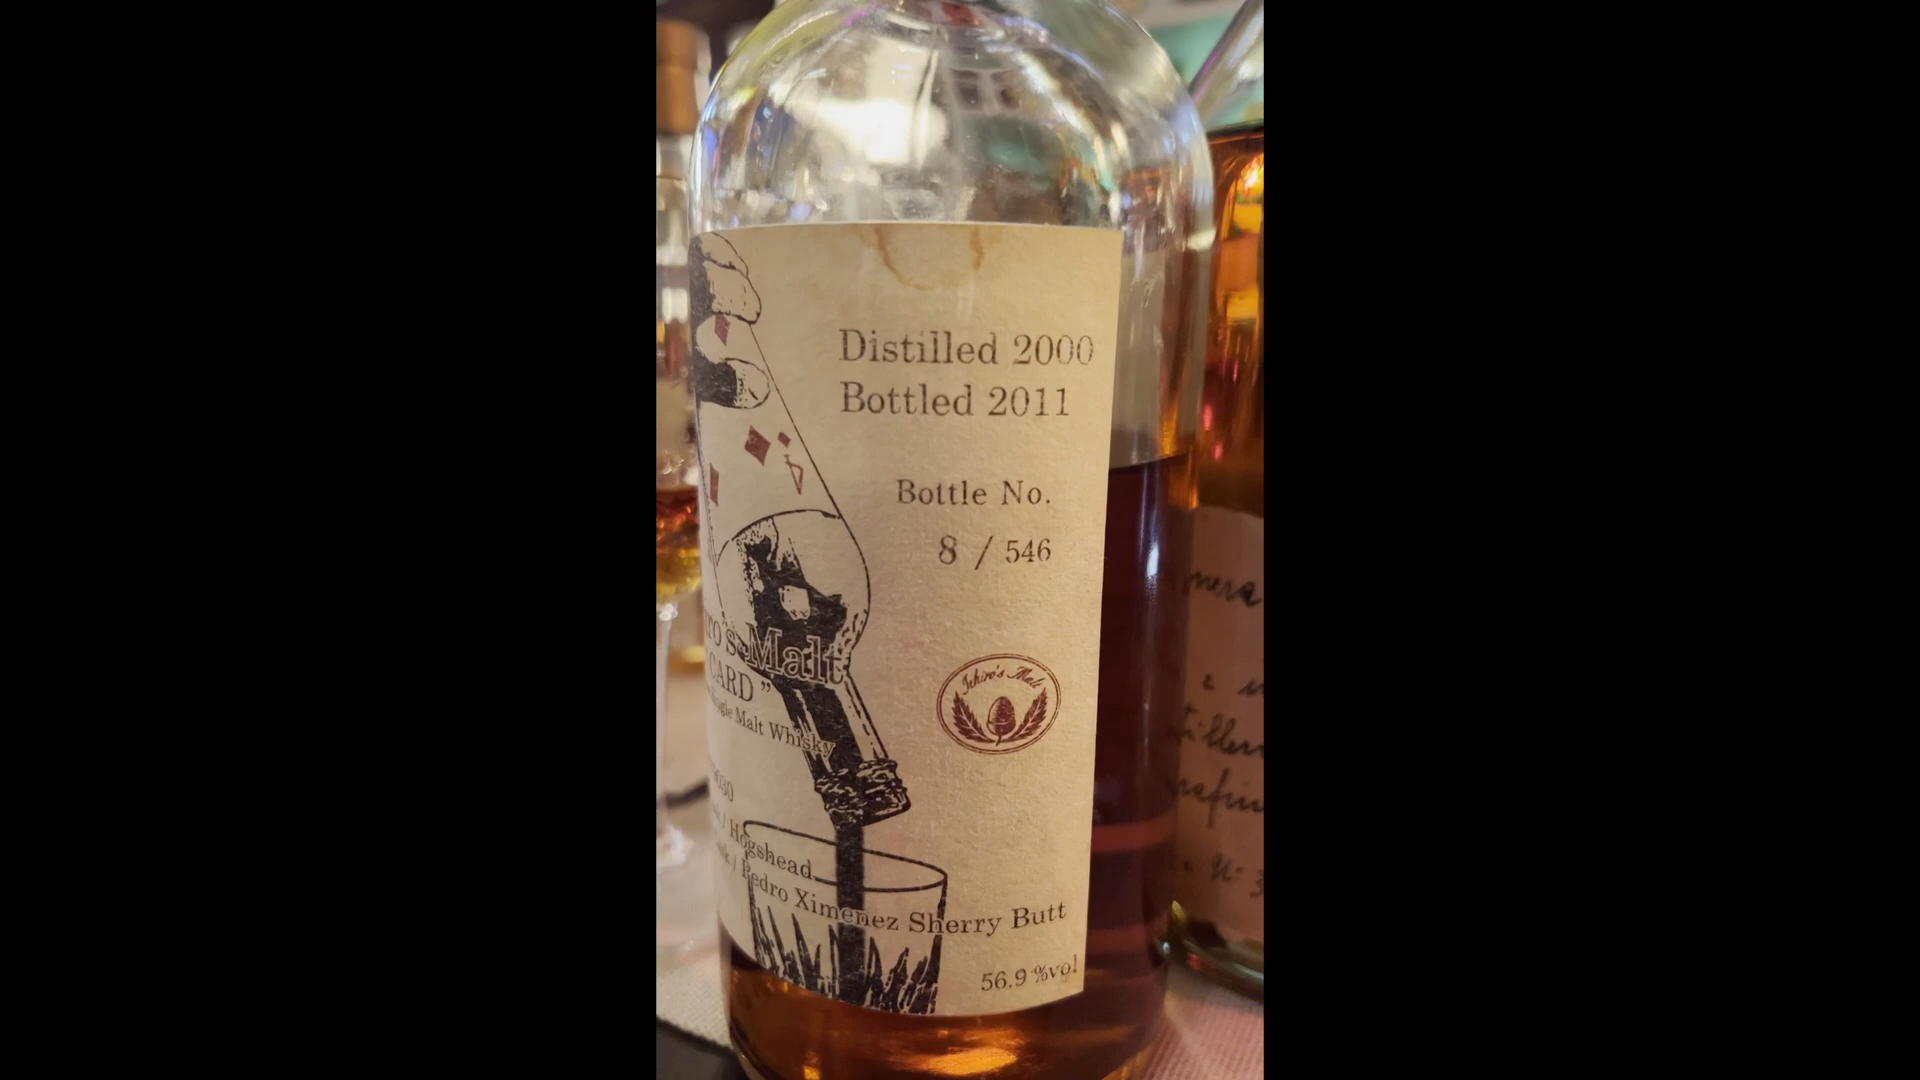 Distilled 2000
Bottled 2011
Bottle No.
8 / 546
Malt
CARD”
Malt Whisky
Ichiro's Malt
/ Hogshead
/ Pedro Ximenez Sherry Butt
56.9%vol